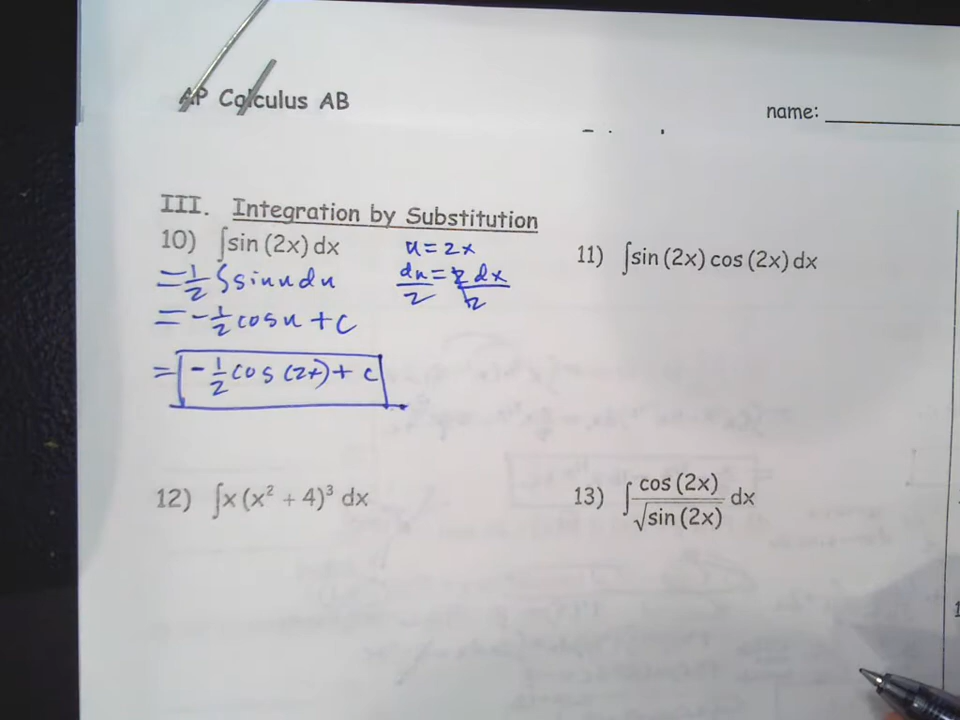 AP Calculus AB
name:
III. Integration by Substitution
10) ∫sin (2x) dx
u = 2x
= 1/2 ∫sin u du
du/2 = 2 dx/2
= -1/2 cos u + c
= -1/2 cos (2x) + c
11) ∫sin (2x) cos (2x) dx
12) ∫x (x² + 4)³ dx
13) ∫ cos (2x)/√sin (2x) dx